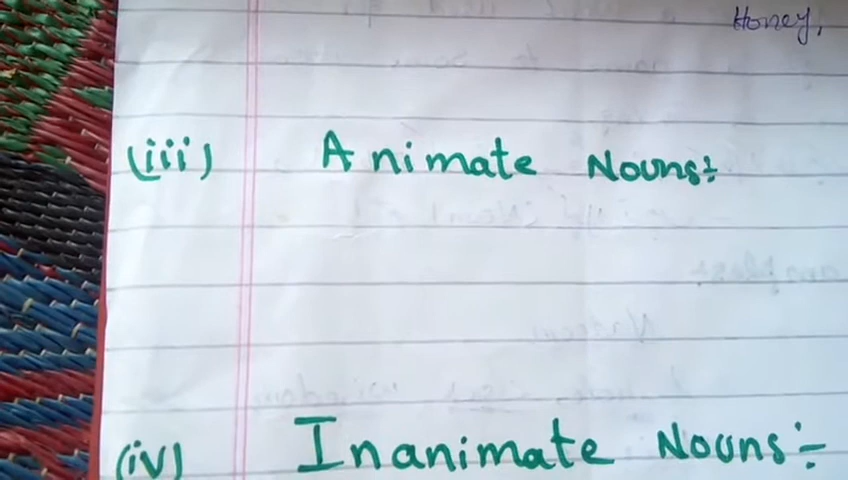 Honey,
(iii) Animate Nouns:-
(iv) Inanimate Nouns:-